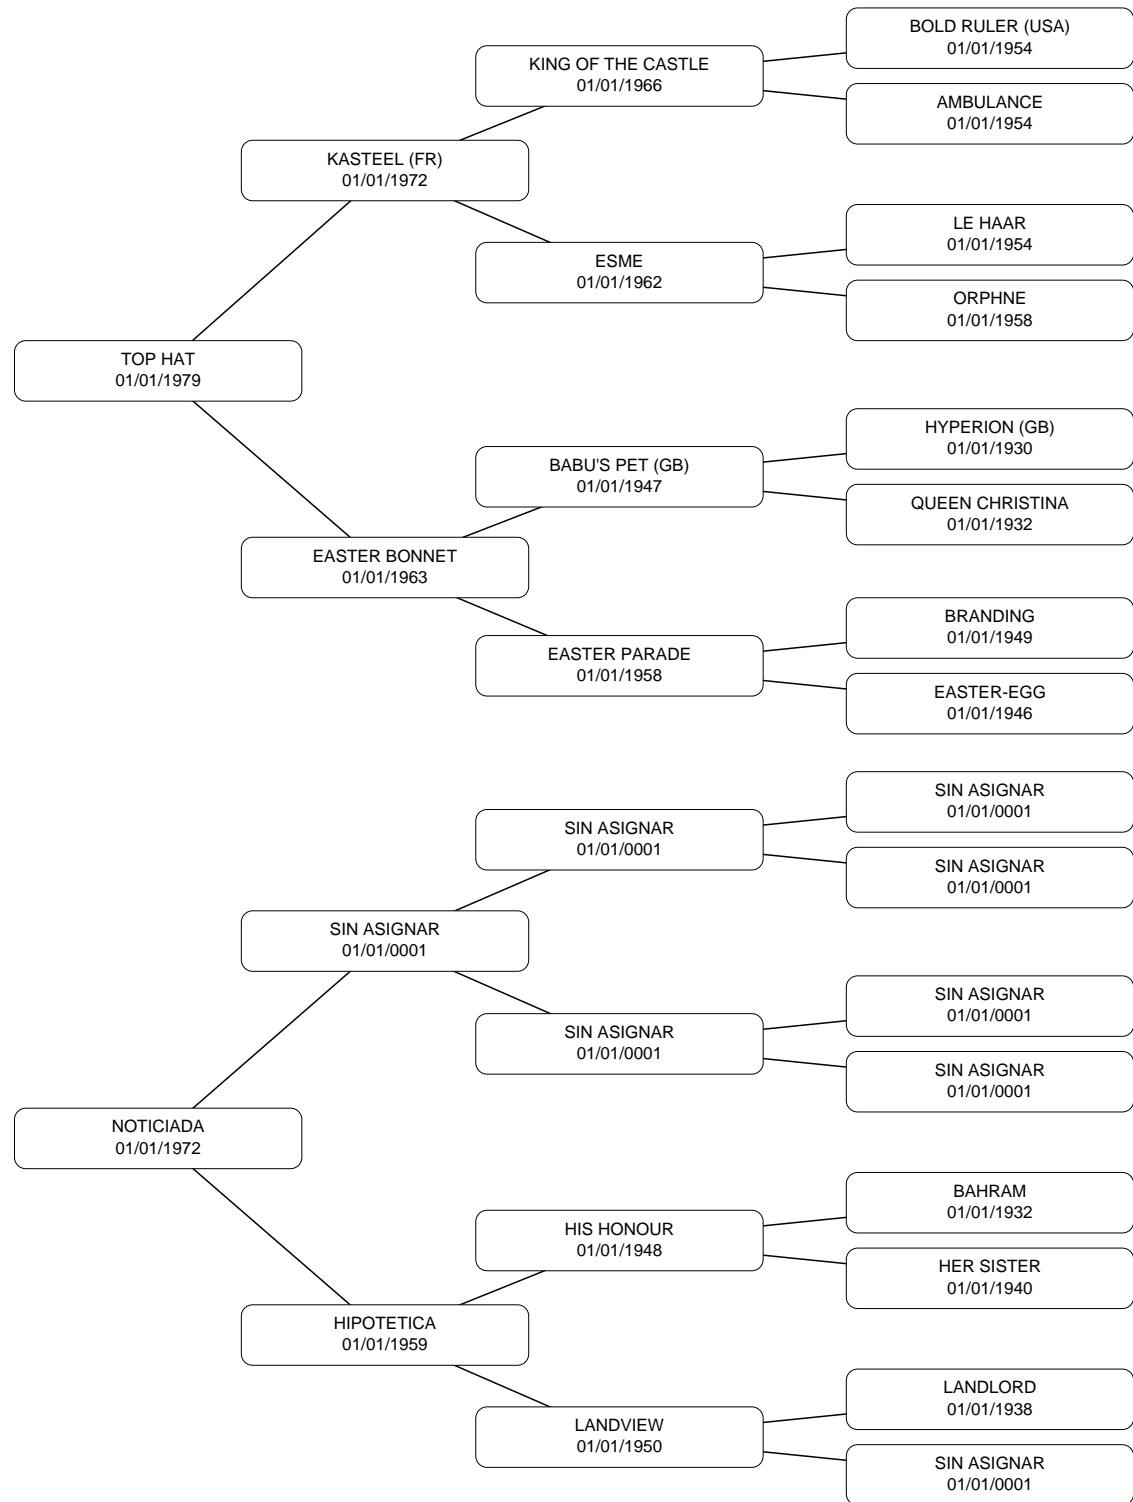 BOLD RULER (USA)
01/01/1954
KING OF THE CASTLE
01/01/1966
AMBULANCE
01/01/1954
KASTEEL (FR)
01/01/1972
LE HAAR
01/01/1954
ESME
01/01/1962
ORPHNE
01/01/1958
TOP HAT
01/01/1979
HYPERION (GB)
01/01/1930
BABU'S PET (GB)
01/01/1947
QUEEN CHRISTINA
01/01/1932
EASTER BONNET
01/01/1963
BRANDING
01/01/1949
EASTER PARADE
01/01/1958
EASTER-EGG
01/01/1946
SIN ASIGNAR
01/01/0001
SIN ASIGNAR
01/01/0001
SIN ASIGNAR
01/01/0001
SIN ASIGNAR
01/01/0001
SIN ASIGNAR
01/01/0001
SIN ASIGNAR
01/01/0001
SIN ASIGNAR
01/01/0001
NOTICIADA
01/01/1972
BAHRAM
01/01/1932
HIS HONOUR
01/01/1948
HER SISTER
01/01/1940
HIPOTETICA
01/01/1959
LANDLORD
01/01/1938
LANDVIEW
01/01/1950
SIN ASIGNAR
01/01/0001